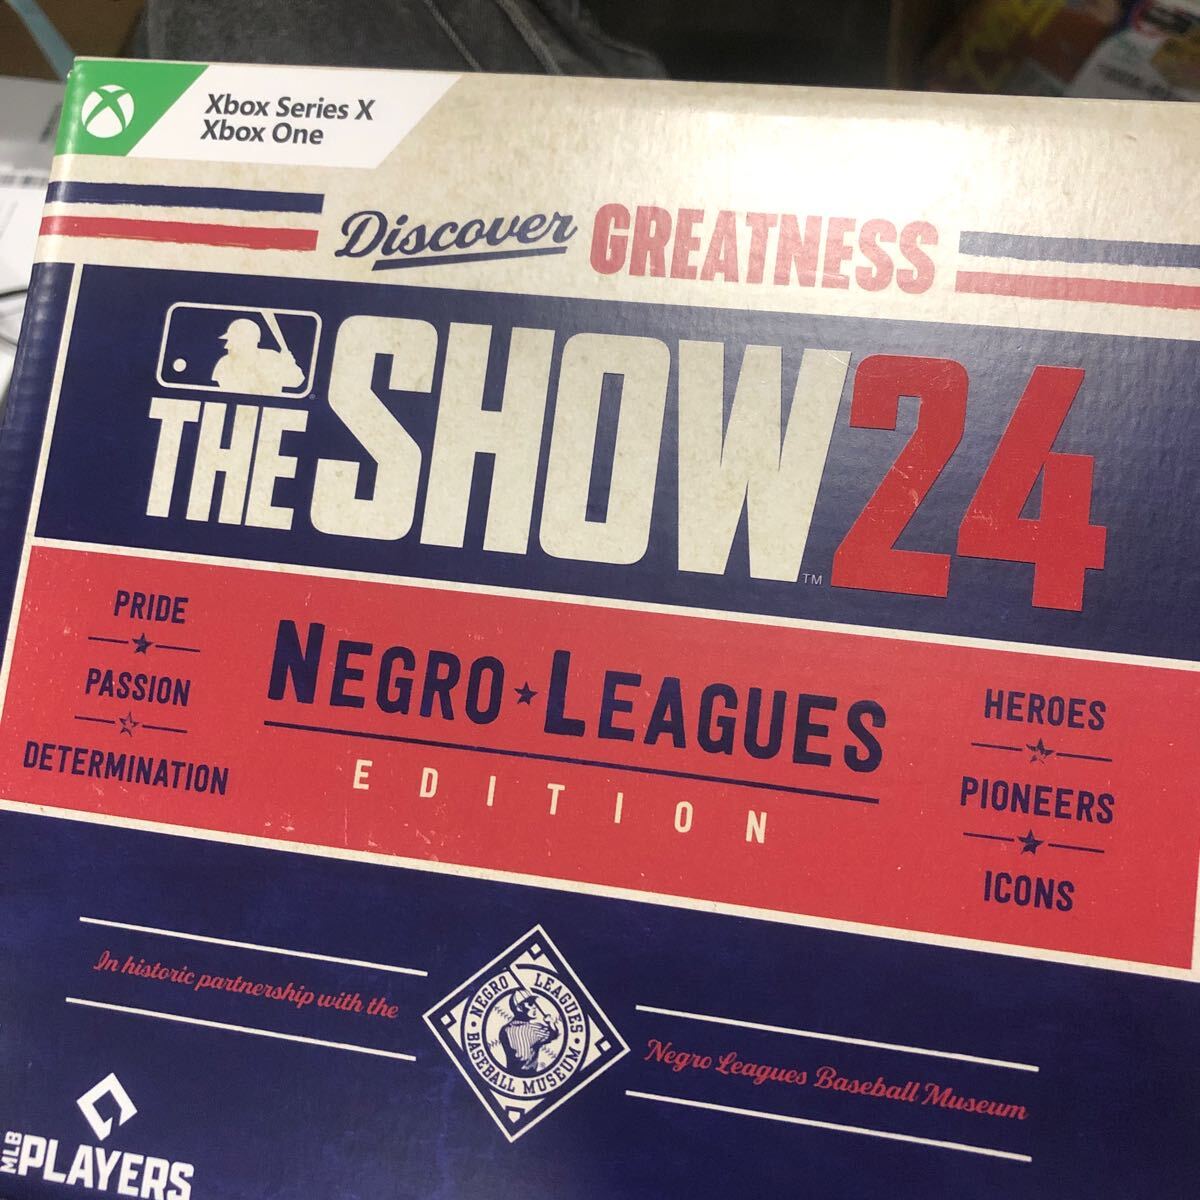 Xbox Series X
Xbox One
Discover GREATNESS
THE SHOW 24
™
PRIDE
PASSION
DETERMINATION
NEGRO★LEAGUES
EDITION
HEROES
PIONEERS
ICONS
In historic partnership with the
NEGRO LEAGUES
BASEBALL MUSEUM
Negro Leagues Baseball Museum
MLB PLAYERS